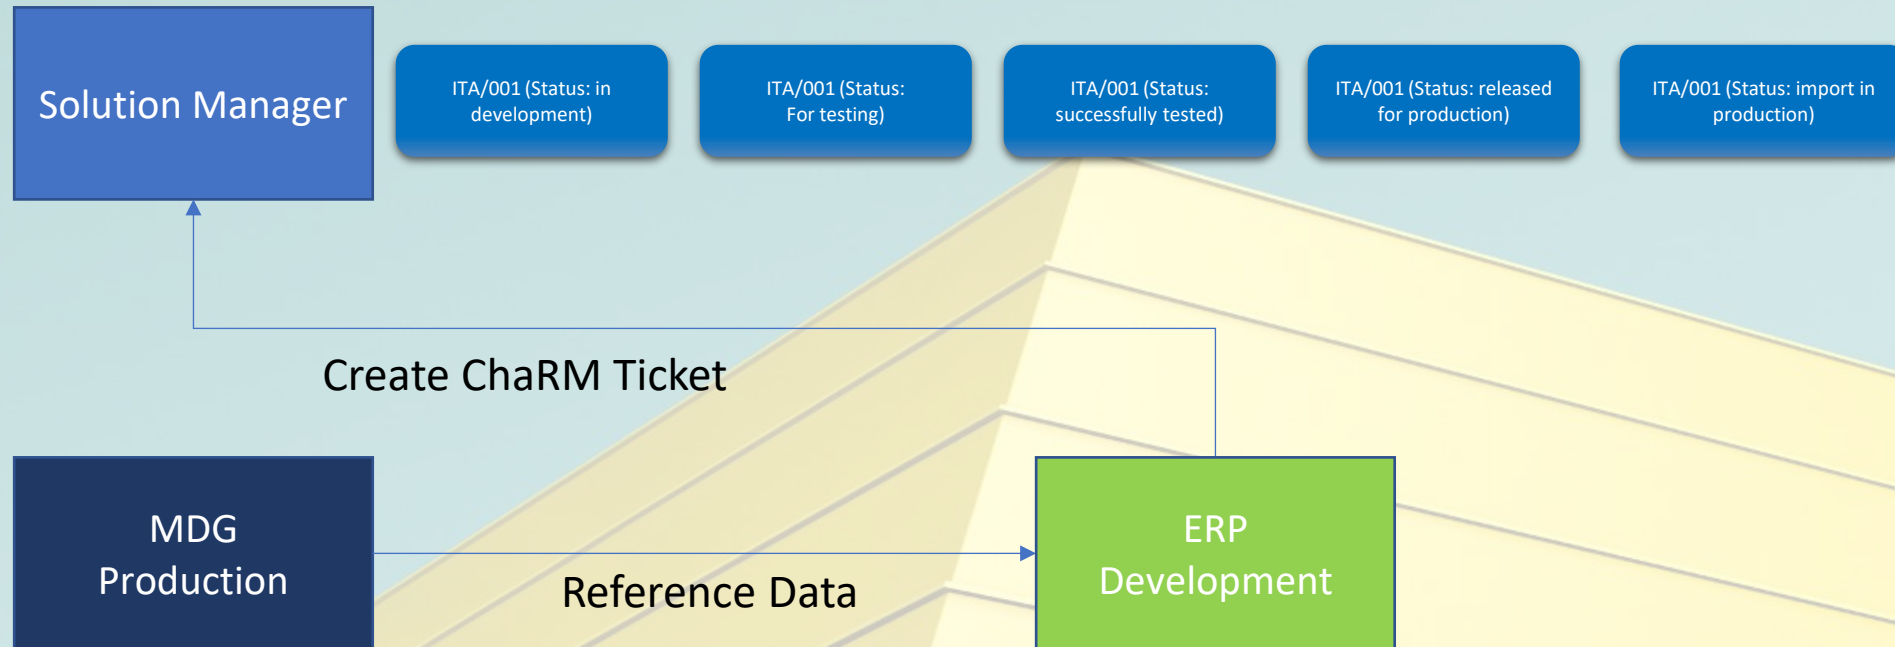 Solution Manager
ITA/001 (Status: in
development)
ITA/001 (Status:
For testing)
ITA/001 (Status:
successfully tested)
ITA/001 (Status: released
for production)
ITA/001 (Status: import in
production)
Create ChaRM Ticket
MDG
Production
Reference Data
ERP
Development